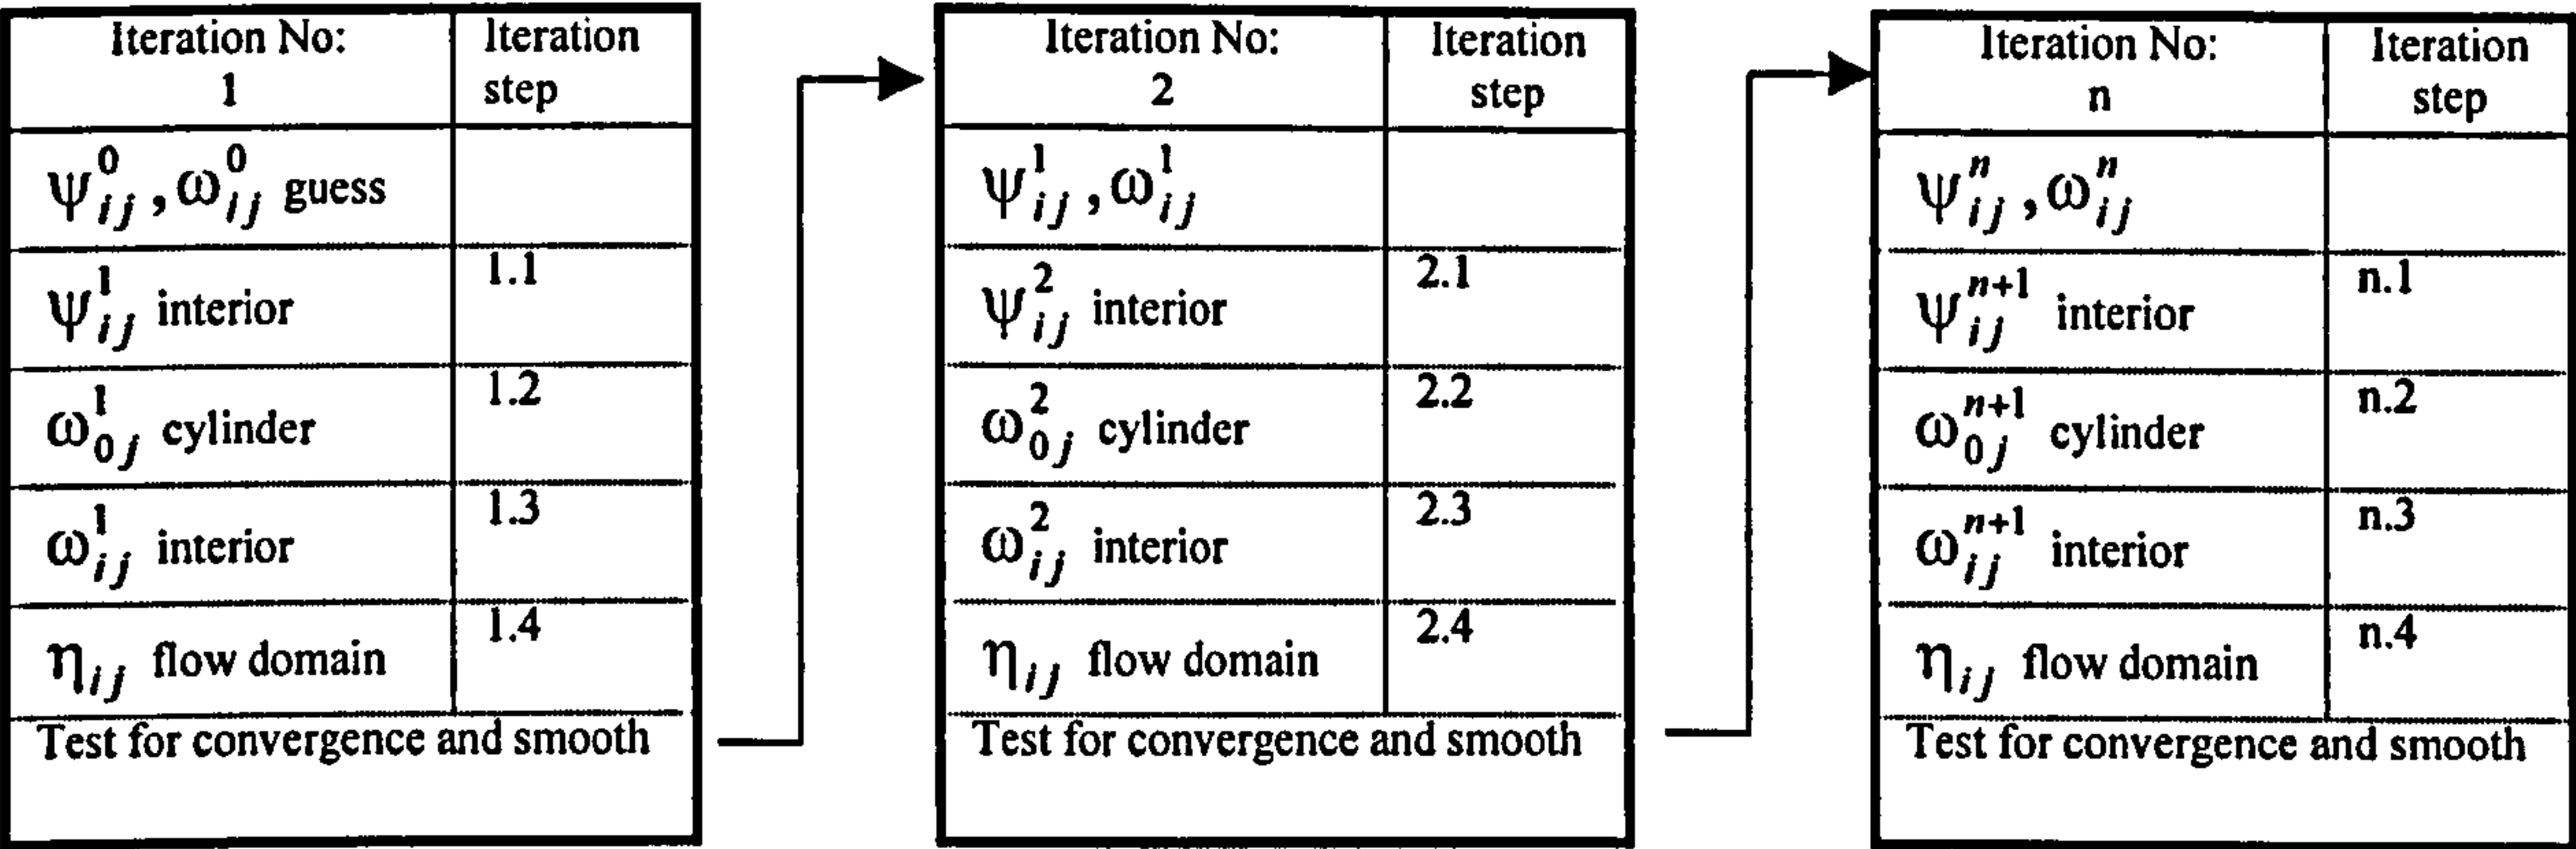 Iteration No:
1
Iteration
step
ψ⁰ᵢⱼ, ω⁰ᵢⱼ guess
ψ¹ᵢⱼ interior
1.1
ω¹₀ⱼ cylinder
1.2
ω¹ᵢⱼ interior
1.3
ηᵢⱼ flow domain
1.4
Test for convergence and smooth
Iteration No:
2
Iteration
step
ψ¹ᵢⱼ, ω¹ᵢⱼ
ψ²ᵢⱼ interior
2.1
ω²₀ⱼ cylinder
2.2
ω²ᵢⱼ interior
2.3
ηᵢⱼ flow domain
2.4
Test for convergence and smooth
Iteration No:
n
Iteration
step
ψⁿᵢⱼ, ωⁿᵢⱼ
ψⁿ⁺¹ᵢⱼ interior
n.1
ωⁿ⁺¹₀ⱼ cylinder
n.2
ωⁿ⁺¹ᵢⱼ interior
n.3
ηᵢⱼ flow domain
n.4
Test for convergence and smooth